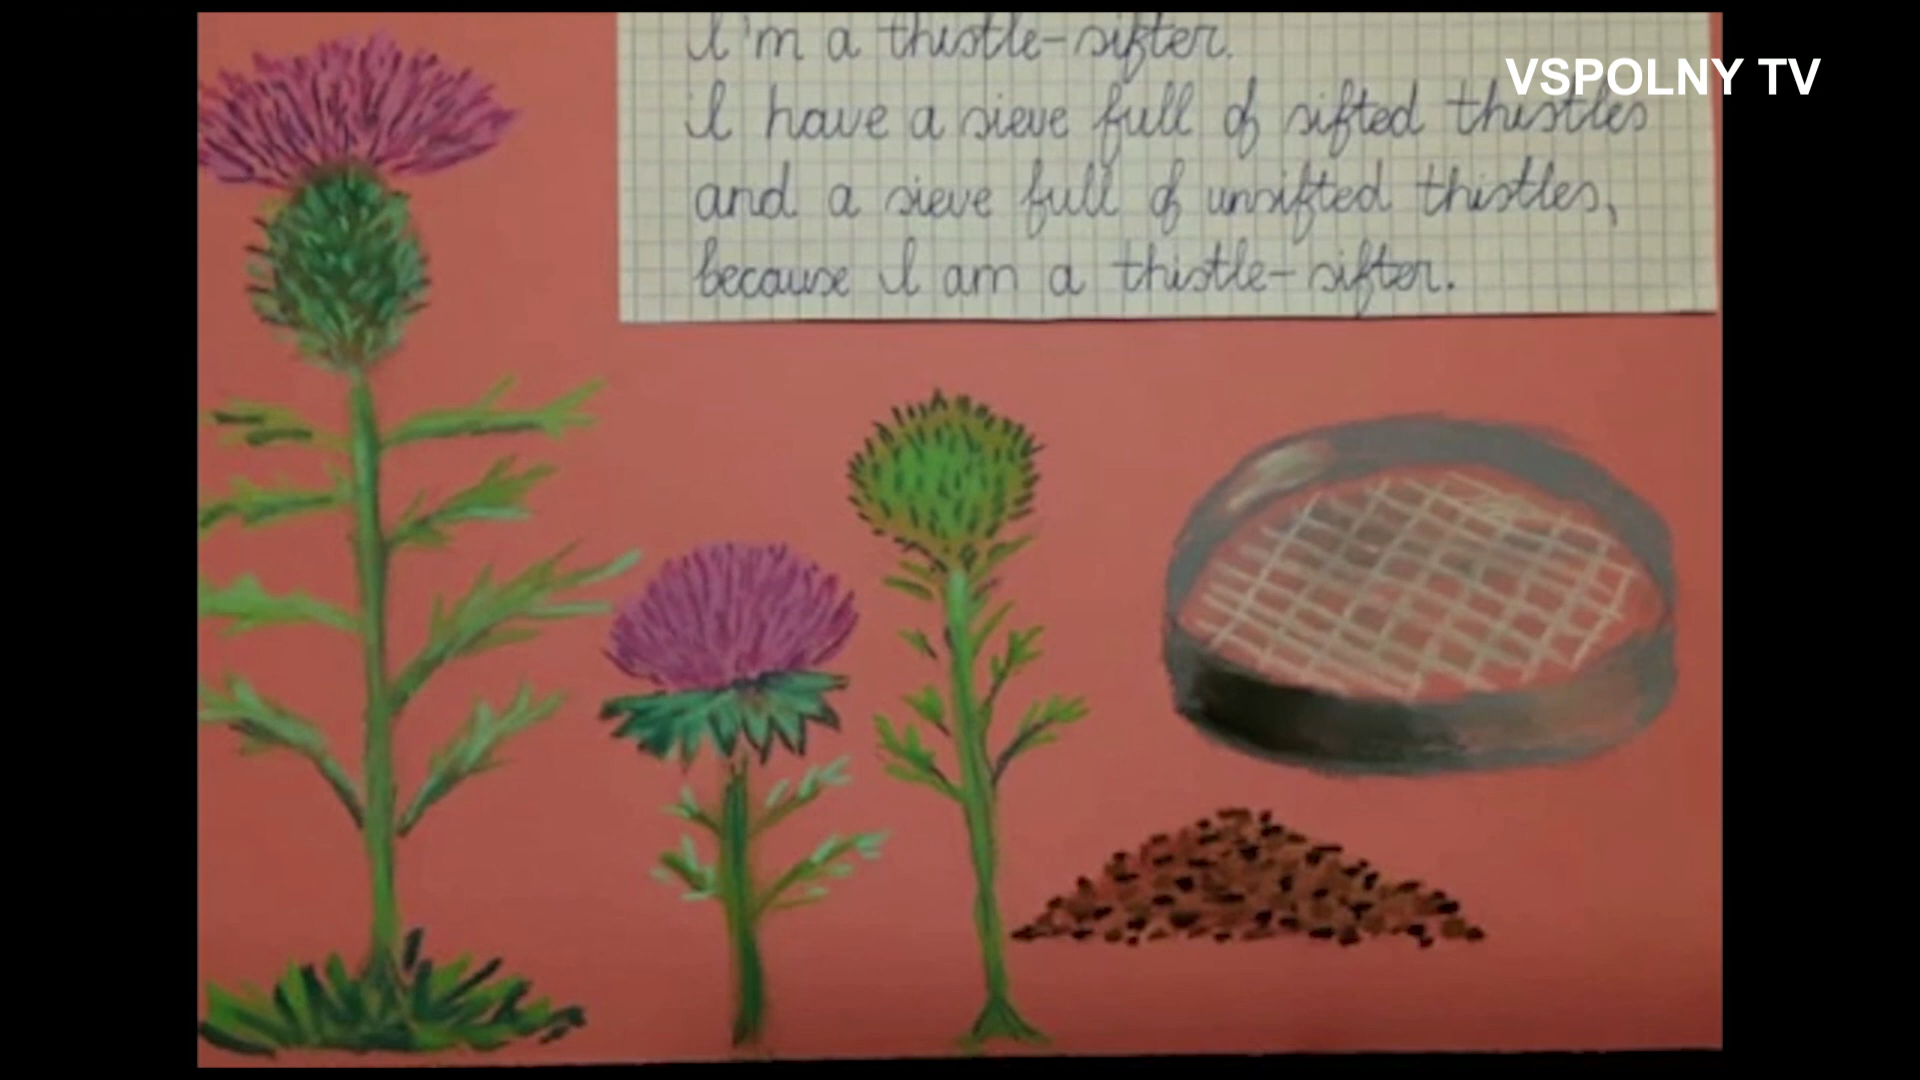 I'm a thistle-sifter.
VSPOLNY TV
I have a sieve full of sifted thistles
and a sieve full of unsifted thistles,
because I am a thistle-sifter.